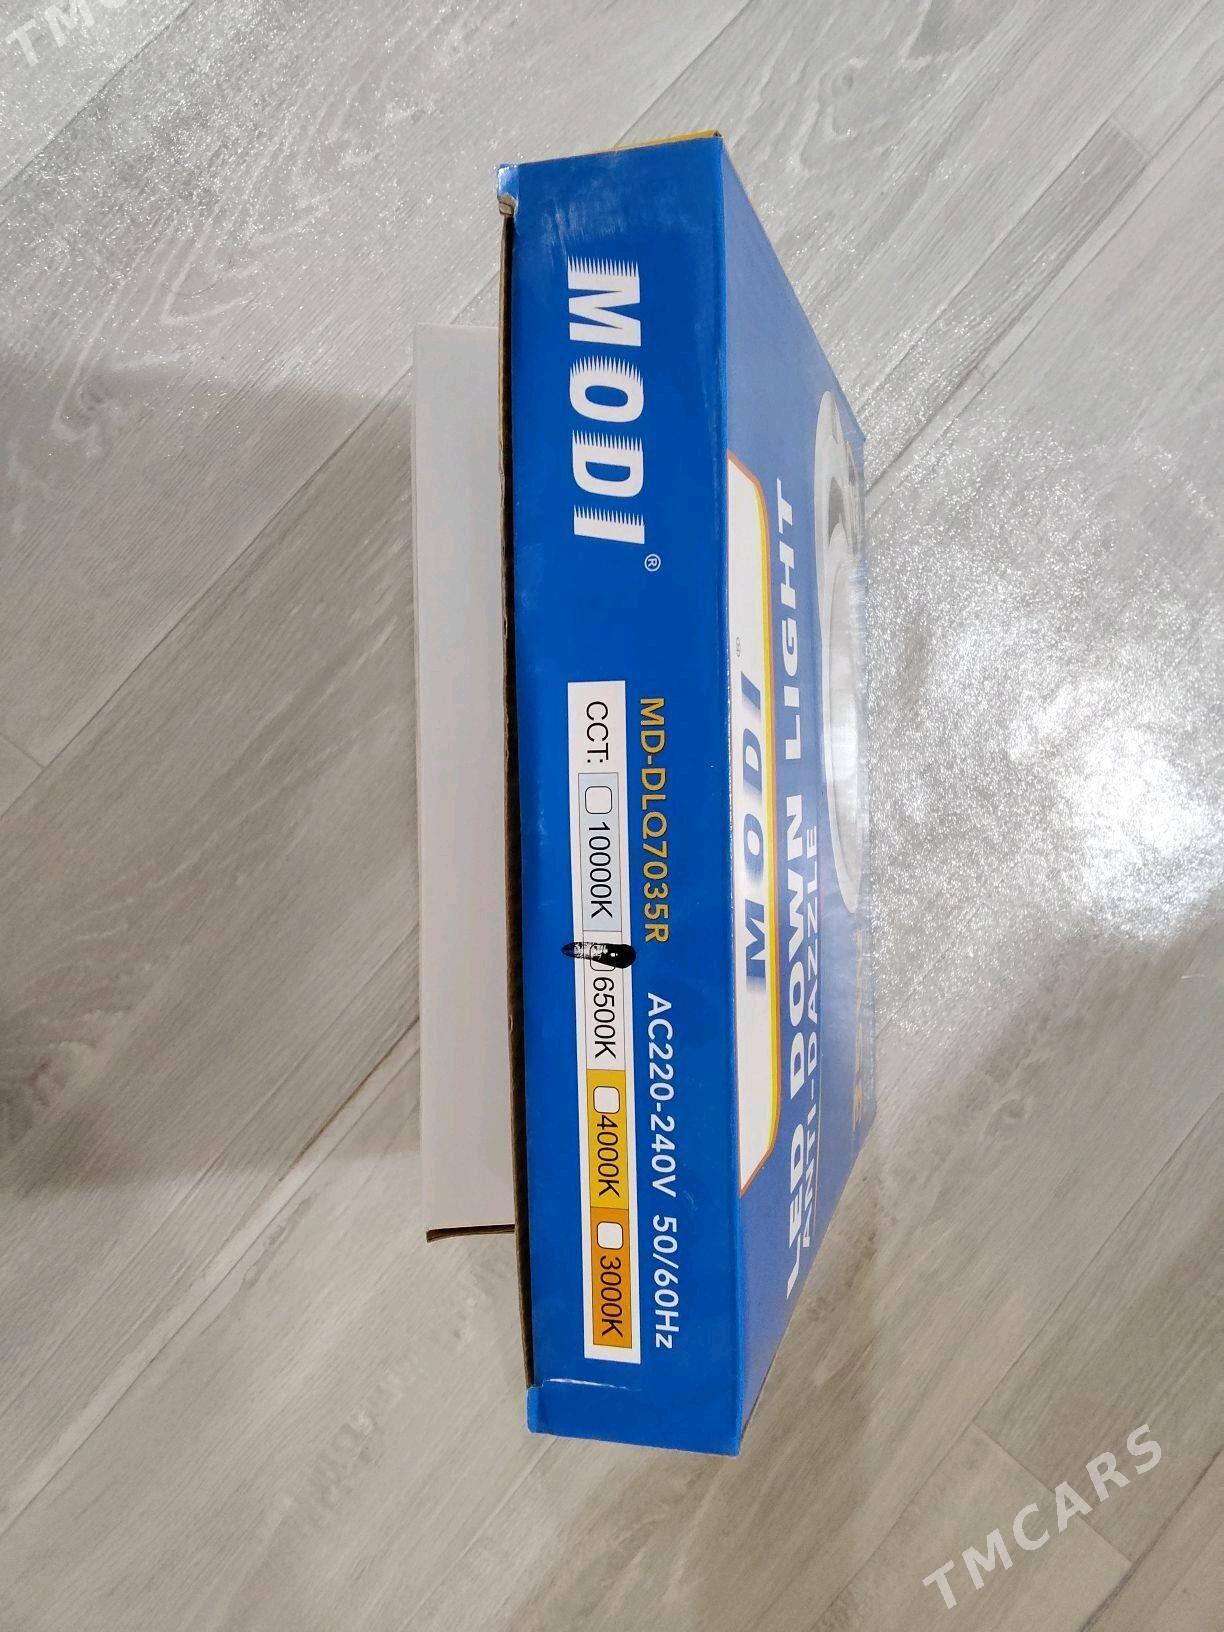 MODI®
MD-DLQ7035R AC220-240V 50/60Hz
CCT: 10000K 6500K 4000K 3000K
MODI®
LED DOWN LIGHT
ANTI-DAZZLE
TMCARS